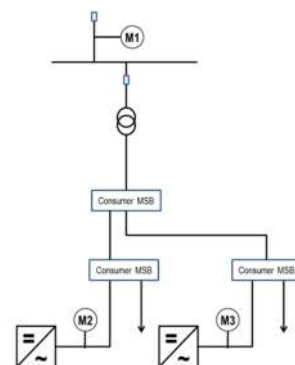 M1
Consumer MSB
Consumer MSB
Consumer MSB
M2
M3
=
~
=
~